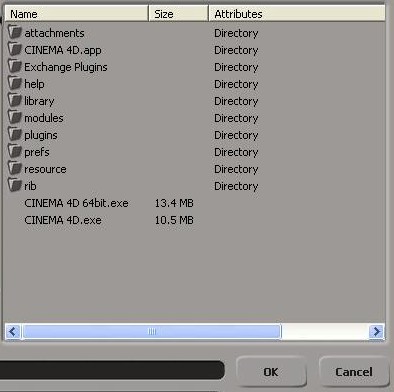 Name Size Attributes
attachments Directory
CINEMA 4D.app Directory
Exchange Plugins Directory
help Directory
library Directory
modules Directory
plugins Directory
prefs Directory
resource Directory
rib Directory
CINEMA 4D 64bit.exe 13.4 MB
CINEMA 4D.exe 10.5 MB
OK Cancel